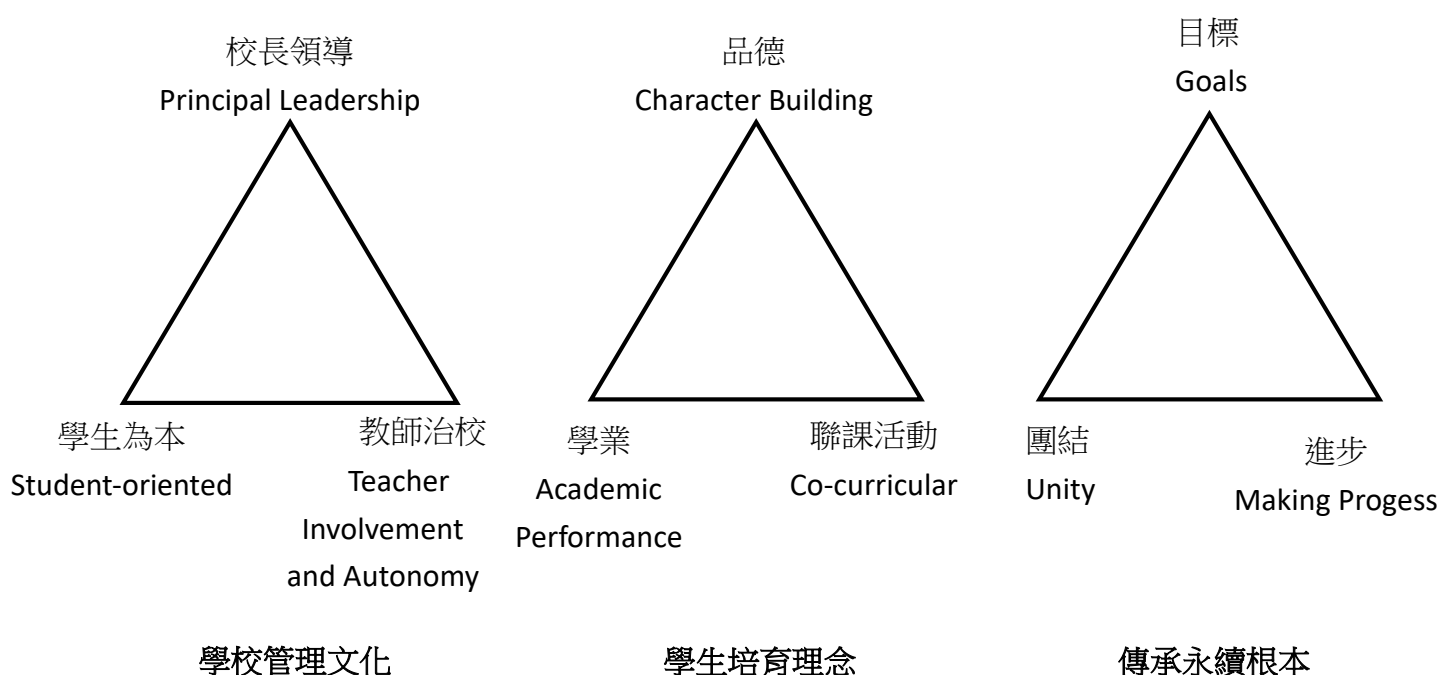 校長領導
Principal Leadership
學生為本
Student-oriented
教師治校
Teacher
Involvement
and Autonomy
學校管理文化
品德
Character Building
學業
Academic
Performance
聯課活動
Co-curricular
學生培育理念
目標
Goals
團結
Unity
進步
Making Progess
傳承永續根本